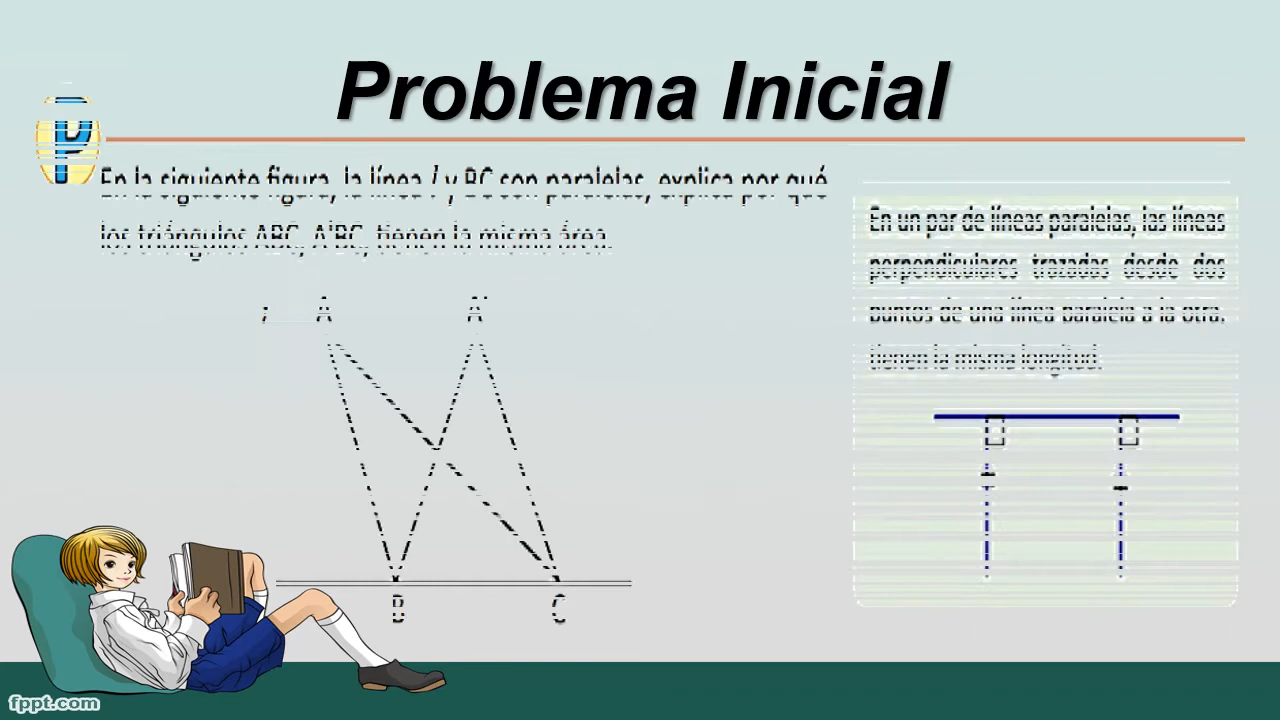 Problema Inicial
P
En la siguiente figura, la línea l y BC son paralelas, explica por qué
los triángulos ABC, A'BC, tienen la misma área.
En un par de líneas paralelas, las líneas
perpendiculares trazadas desde dos
puntos de una línea paralela a la otra,
tienen la misma longitud.
A A'
B C
fppt.com